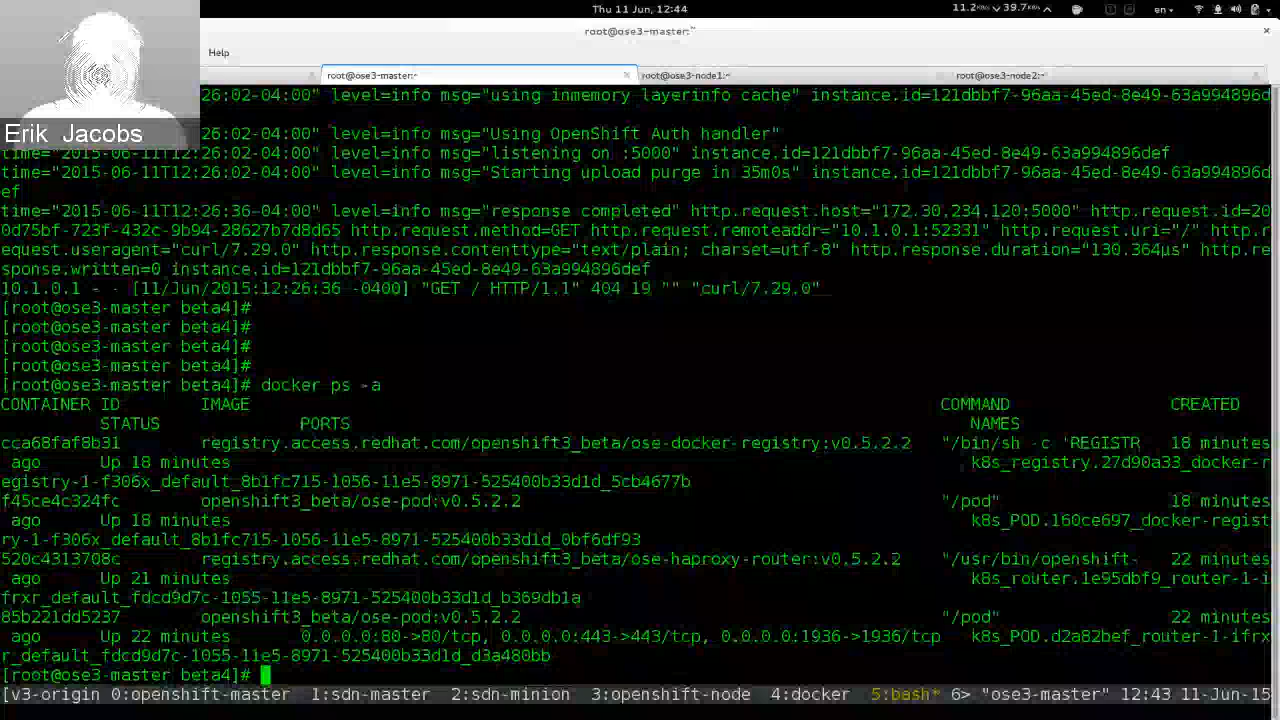 Thu 11 Jun, 12:44
11.2 KB/s 39.7 KB/s
en
root@ose3-master:~
Help
root@ose3-master:~
root@ose3-node1:~
root@ose3-node2:~
Erik Jacobs
26:02-04:00" level=info msg="using inmemory layerinfo cache" instance.id=121dbbf7-96aa-45ed-8e49-63a994896d
26:02-04:00" level=info msg="Using OpenShift Auth handler"
time="2015-06-11T12:26:02-04:00" level=info msg="listening on :5000" instance.id=121dbbf7-96aa-45ed-8e49-63a994896def
time="2015-06-11T12:26:02-04:00" level=info msg="Starting upload purge in 35m0s" instance.id=121dbbf7-96aa-45ed-8e49-63a994896d
ef
time="2015-06-11T12:26:36-04:00" level=info msg="response completed" http.request.host="172.30.234.120:5000" http.request.id=20
0d75bf-723f-432c-9b94-28627b7d8d65 http.request.method=GET http.request.remoteaddr="10.1.0.1:52331" http.request.uri="/" http.r
equest.useragent="curl/7.29.0" http.response.contenttype="text/plain; charset=utf-8" http.response.duration="130.364µs" http.re
sponse.written=0 instance.id=121dbbf7-96aa-45ed-8e49-63a994896def
10.1.0.1 - - [11/Jun/2015:12:26:36 -0400] "GET / HTTP/1.1" 404 19 "" "curl/7.29.0"
[root@ose3-master beta4]#
[root@ose3-master beta4]#
[root@ose3-master beta4]#
[root@ose3-master beta4]#
[root@ose3-master beta4]# docker ps -a
CONTAINER ID IMAGE COMMAND CREATED
STATUS PORTS NAMES
cca68faf8b31 registry.access.redhat.com/openshift3_beta/ose-docker-registry:v0.5.2.2 "/bin/sh -c 'REGISTR 18 minutes
ago Up 18 minutes k8s_registry.27d90a33_docker-r
egistry-1-f306x_default_8b1fc715-1056-11e5-8971-525400b33d1d_5cb4677b
f45ce4c324fc openshift3_beta/ose-pod:v0.5.2.2 "/pod" 18 minutes
ago Up 18 minutes k8s_POD.160ce697_docker-regist
ry-1-f306x_default_8b1fc715-1056-11e5-8971-525400b33d1d_0bf6df93
520c4313708c registry.access.redhat.com/openshift3_beta/ose-haproxy-router:v0.5.2.2 "/usr/bin/openshift- 22 minutes
ago Up 21 minutes k8s_router.1e95dbf9_router-1-i
frxr_default_fdcd9d7c-1055-11e5-8971-525400b33d1d_b369db1a
85b221dd5237 openshift3_beta/ose-pod:v0.5.2.2 "/pod" 22 minutes
ago Up 22 minutes 0.0.0.0:80->80/tcp, 0.0.0.0:443->443/tcp, 0.0.0.0:1936->1936/tcp k8s_POD.d2a82bef_router-1-ifrx
r_default_fdcd9d7c-1055-11e5-8971-525400b33d1d_d3a480bb
[root@ose3-master beta4]#
[v3-origin 0:openshift-master 1:sdn-master 2:sdn-minion 3:openshift-node 4:docker 5:bash* 6> "ose3-master" 12:43 11-Jun-15